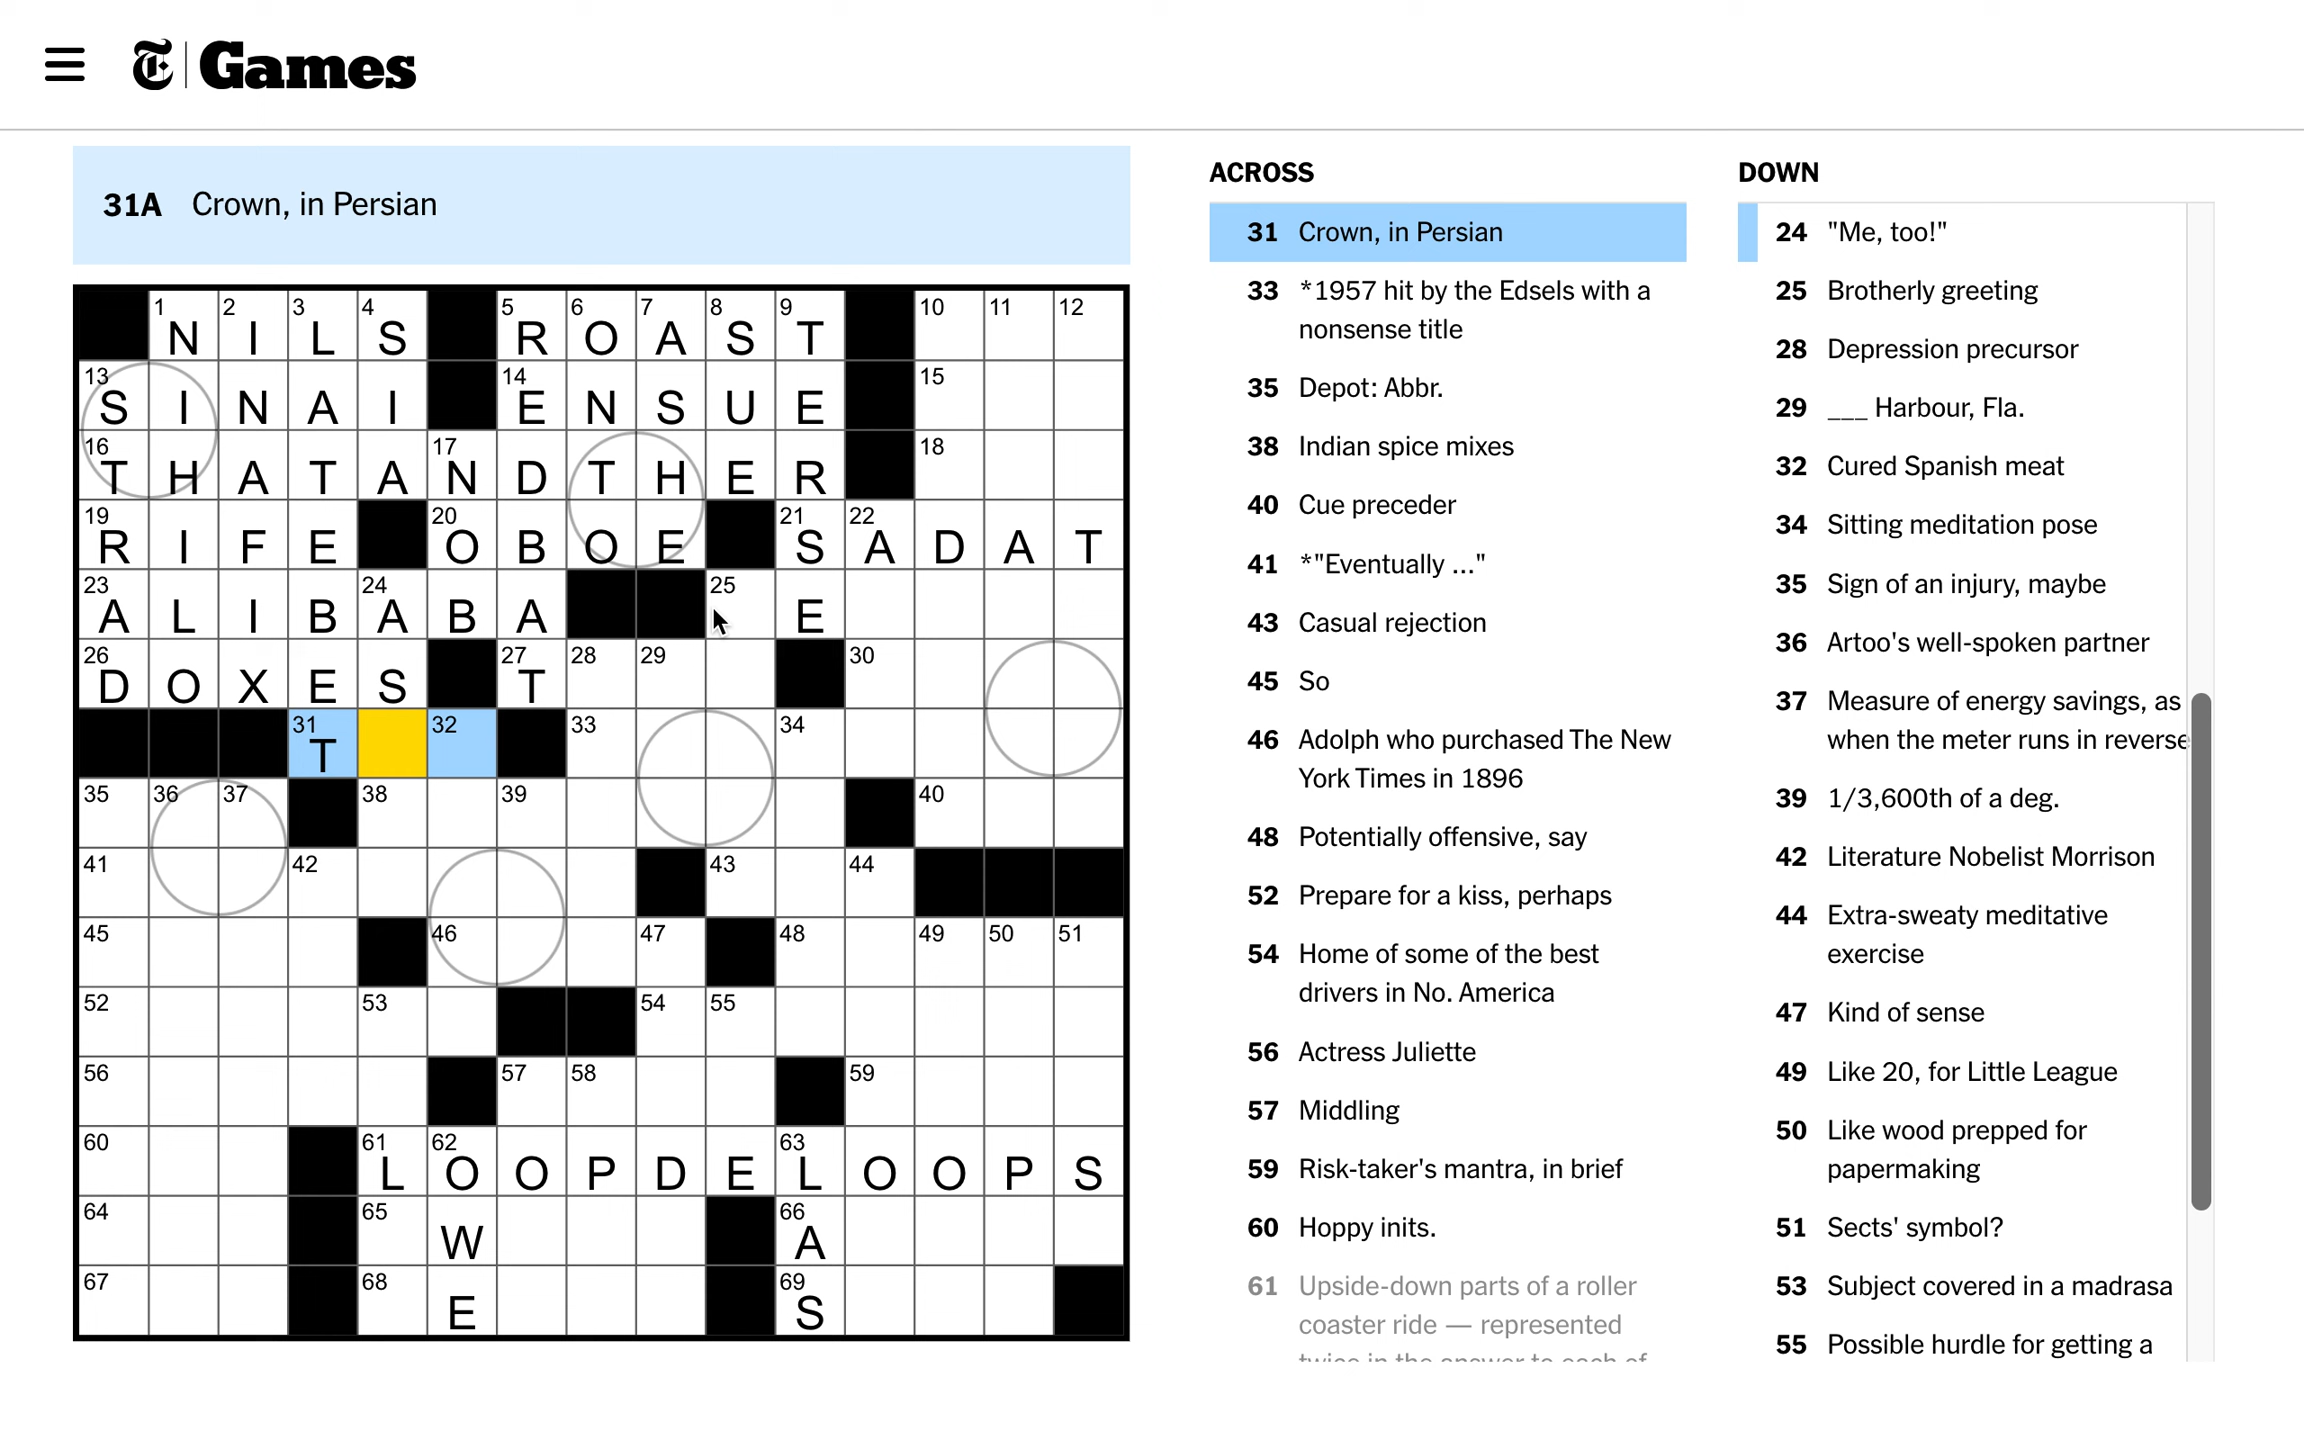 T Games
31A Crown, in Persian
1 N 2 I 3 L 4 S 5 R 6 O 7 A 8 S 9 T 10 11 12
13 S I N A I 14 E N S U E 15
16 T H A T A 17 N D T H E R 18
19 R I F E 20 O B O E 21 S 22 A D A T
23 A L I B 24 A B A 25 E
26 D O X E S 27 T 28 29 30
31 T 32 33 34
35 36 37 38 39 40
41 42 43 44
45 46 47 48 49 50 51
52 53 54 55
56 57 58 59
60 61 L 62 O O P D E 63 L O O P S
64 65 W 66 A
67 68 E 69 S
ACROSS
31 Crown, in Persian
33 *1957 hit by the Edsels with a
nonsense title
35 Depot: Abbr.
38 Indian spice mixes
40 Cue preceder
41 *"Eventually ..."
43 Casual rejection
45 So
46 Adolph who purchased The New
York Times in 1896
48 Potentially offensive, say
52 Prepare for a kiss, perhaps
54 Home of some of the best
drivers in No. America
56 Actress Juliette
57 Middling
59 Risk-taker's mantra, in brief
60 Hoppy inits.
61 Upside-down parts of a roller
coaster ride — represented
twice in the answer to each of
DOWN
24 "Me, too!"
25 Brotherly greeting
28 Depression precursor
29 ___ Harbour, Fla.
32 Cured Spanish meat
34 Sitting meditation pose
35 Sign of an injury, maybe
36 Artoo's well-spoken partner
37 Measure of energy savings, as
when the meter runs in reverse
39 1/3,600th of a deg.
42 Literature Nobelist Morrison
44 Extra-sweaty meditative
exercise
47 Kind of sense
49 Like 20, for Little League
50 Like wood prepped for
papermaking
51 Sects' symbol?
53 Subject covered in a madrasa
55 Possible hurdle for getting a